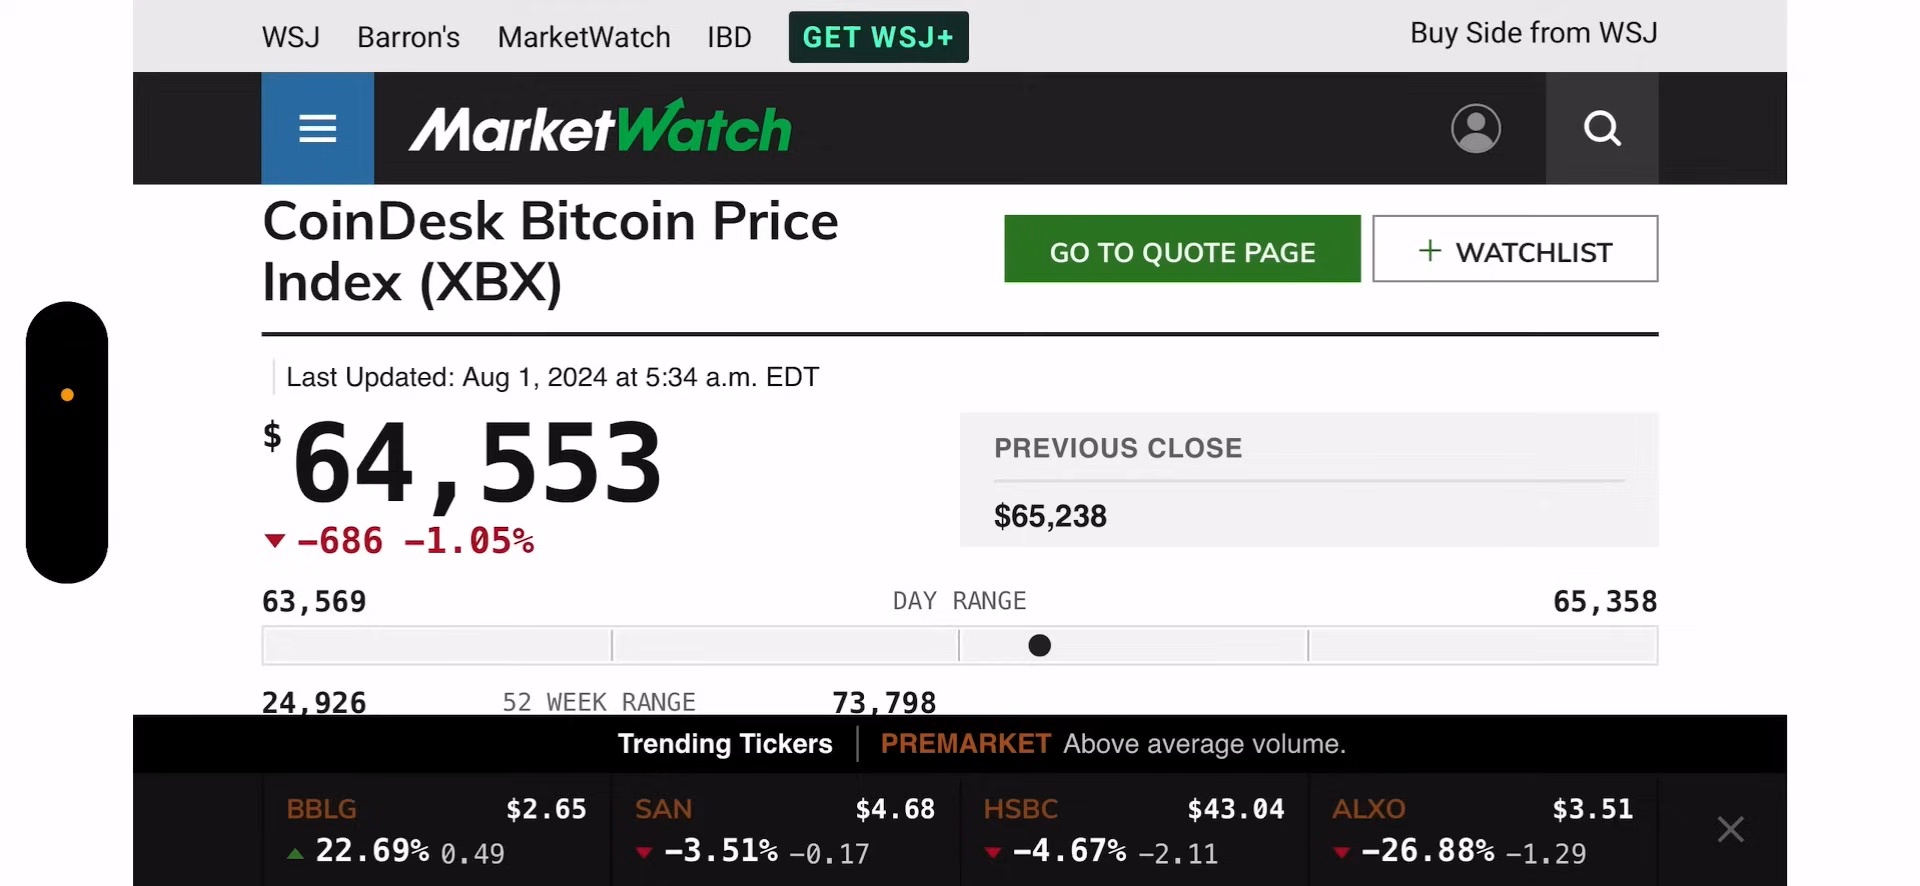 WSJ Barron's MarketWatch IBD GET WSJ+ Buy Side from WSJ
MarketWatch
CoinDesk Bitcoin Price
Index (XBX)
GO TO QUOTE PAGE + WATCHLIST
Last Updated: Aug 1, 2024 at 5:34 a.m. EDT
$64,553
−686 −1.05%
PREVIOUS CLOSE
$65,238
63,569 DAY RANGE 65,358
24,926 52 WEEK RANGE 73,798
Trending Tickers | PREMARKET Above average volume.
BBLG $2.65 SAN $4.68 HSBC $43.04 ALXO $3.51
22.69% 0.49 −3.51% −0.17 −4.67% −2.11 −26.88% −1.29